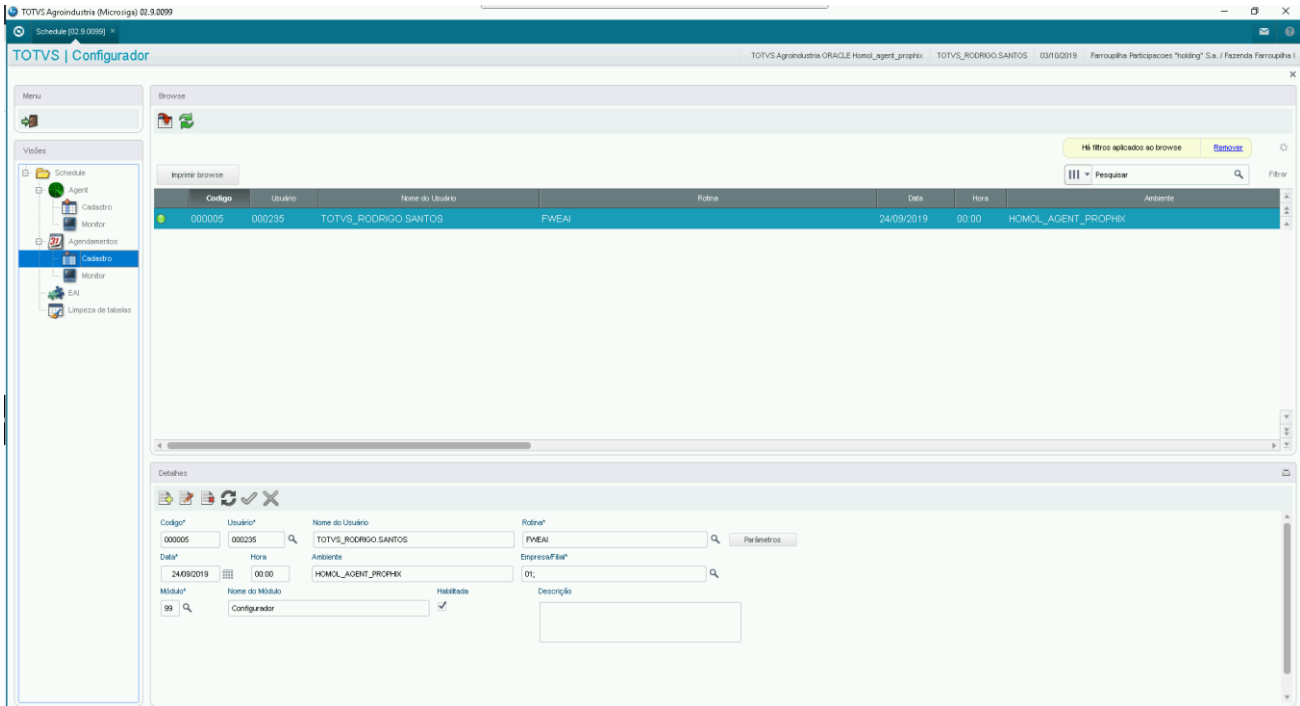 TOTVS Agroindustria (Microsiga) 02.9.0099
Schedule [02.9.0099] ×
TOTVS | Configurador
TOTVS Agroindustria ORACLE Homol_agent_prophix TOTVS_RODRIGO.SANTOS 03/10/2019 Farroupilha Participacoes "holding" S.a. / Fazenda Farroupilha I
Menu
Visões
Schedule
Agent
Cadastro
Monitor
Agendamentos
Cadastro
Monitor
EAI
Limpeza de tabelas
Browse
Há filtros aplicados ao browse Remover
Imprimir browse
Pesquisar
Filtrar
Codigo Usuário Nome do Usuário Rotina Data Hora Ambiente
000005 000235 TOTVS_RODRIGO.SANTOS FWEAI 24/09/2019 00:00 HOMOL_AGENT_PROPHIX
Detalhes
Codigo* Usuário* Nome do Usuário Rotina*
000005 000235 TOTVS_RODRIGO.SANTOS FWEAI Parâmetros
Data* Hora Ambiente Empresa/Filial*
24/09/2019 00:00 HOMOL_AGENT_PROPHIX 01;
Módulo* Nome do Módulo Habilitada Descrição
99 Configurador